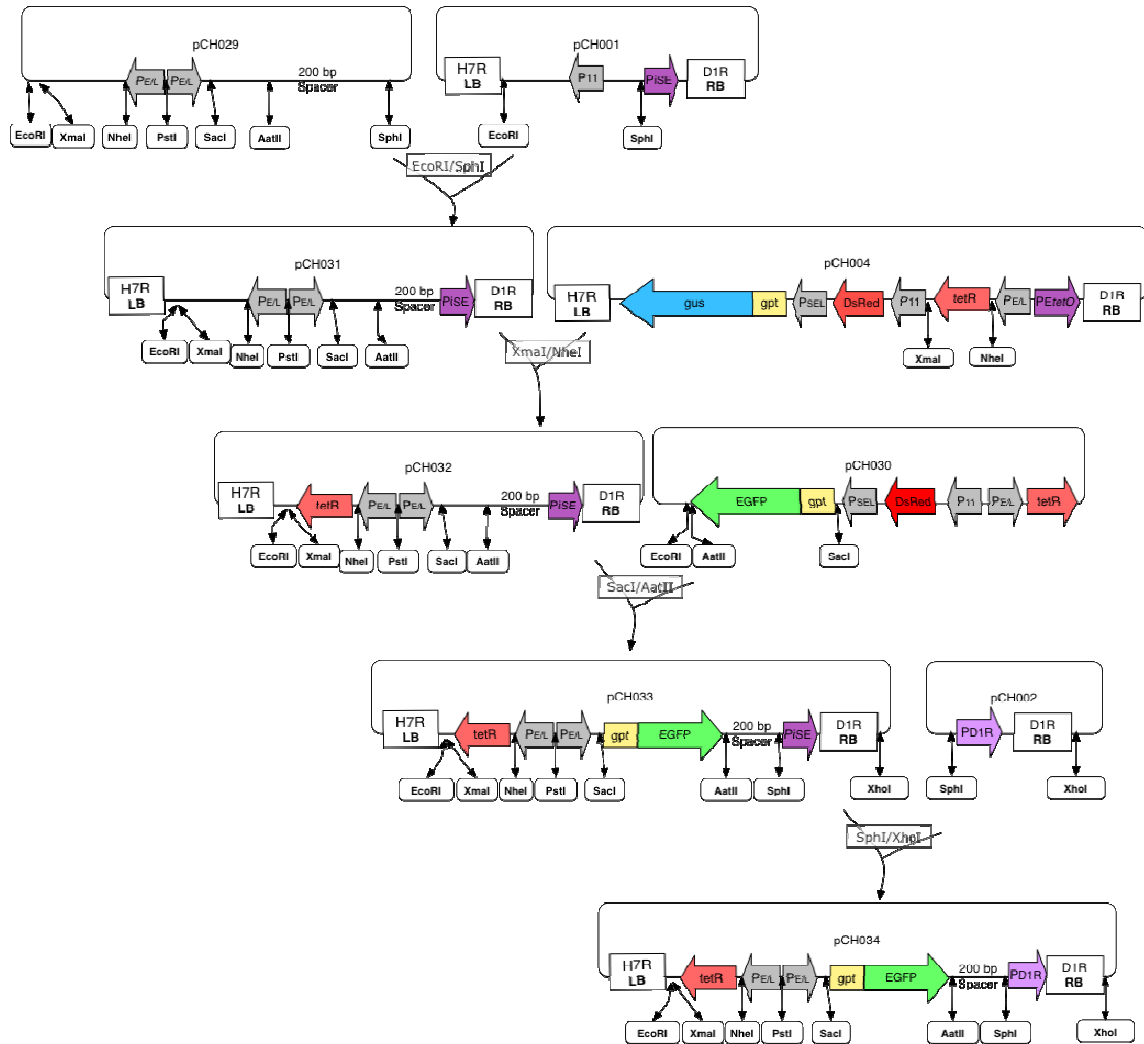 pCH029
PE/L PE/L
200 bp
Spacer
EcoRI XmaI NheI PstI SacI AatII SphI
pCH001
H7R
LB
P11
PiSE
D1R
RB
EcoRI SphI
EcoRI/SphI
pCH031
H7R
LB
PE/L PE/L
200 bp
Spacer
PiSE
D1R
RB
EcoRI XmaI NheI PstI SacI AatII
pCH004
H7R
LB
gus gpt PSEL DsRed P11 tetR PE/L PEtetO
D1R
RB
XmaI NheI
XmaI/NheI
pCH032
H7R
LB
tetR PE/L PE/L
200 bp
Spacer
PiSE
D1R
RB
EcoRI XmaI NheI PstI SacI AatII
pCH030
EGFP gpt PSEL DsRed P11 PE/L tetR
EcoRI AatII SacI
SacI/AatII
pCH033
H7R
LB
tetR PE/L PE/L gpt EGFP
200 bp
Spacer
PiSE
D1R
RB
EcoRI XmaI NheI PstI SacI AatII SphI XhoI
pCH002
PD1R
D1R
RB
SphI XhoI
SphI/XhoI
pCH034
H7R
LB
tetR PE/L PE/L gpt EGFP
200 bp
Spacer
PD1R
D1R
RB
EcoRI XmaI NheI PstI SacI AatII SphI XhoI